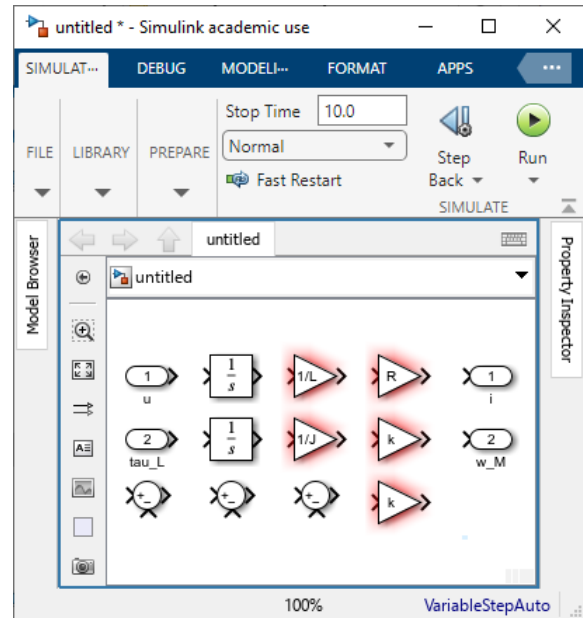 untitled * - Simulink academic use
SIMULAT··· DEBUG MODELI··· FORMAT APPS ···
Stop Time 10.0
FILE LIBRARY PREPARE Normal Step Back Run
Fast Restart
SIMULATE
Model Browser
untitled
Property Inspector
untitled
1 1/s 1/L R 1
u i
2 1/s 1/J k 2
tau_L w_M
+_ +_ +_ k
100% VariableStepAuto